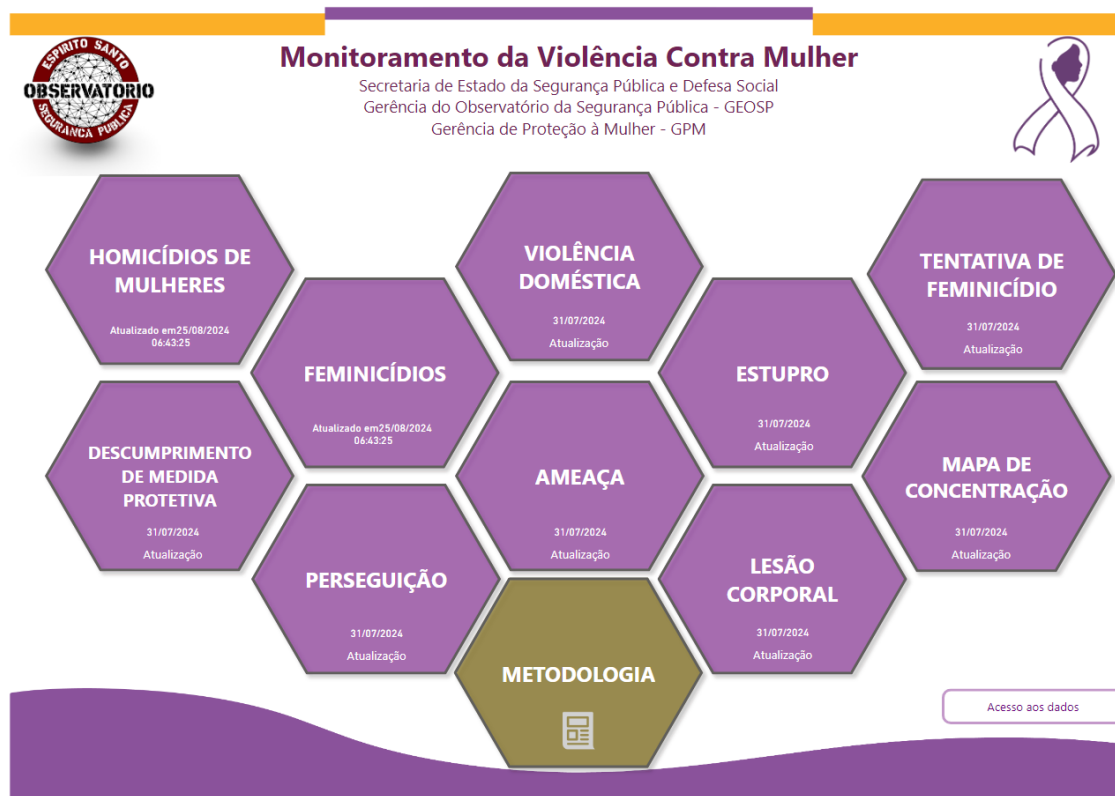 ESPIRITO SANTO
OBSERVATORIO
SEGURANCA PUBLICA
Monitoramento da Violência Contra Mulher
Secretaria de Estado da Segurança Pública e Defesa Social
Gerência do Observatório da Segurança Pública - GEOSP
Gerência de Proteção à Mulher - GPM
HOMICÍDIOS DE
MULHERES
Atualizado em25/08/2024
06:43:25
FEMINICÍDIOS
Atualizado em25/08/2024
06:43:25
VIOLÊNCIA
DOMÉSTICA
31/07/2024
Atualização
ESTUPRO
31/07/2024
Atualização
TENTATIVA DE
FEMINICÍDIO
31/07/2024
Atualização
DESCUMPRIMENTO
DE MEDIDA
PROTETIVA
31/07/2024
Atualização
PERSEGUIÇÃO
31/07/2024
Atualização
AMEAÇA
31/07/2024
Atualização
LESÃO
CORPORAL
31/07/2024
Atualização
MAPA DE
CONCENTRAÇÃO
31/07/2024
Atualização
METODOLOGIA
Acesso aos dados